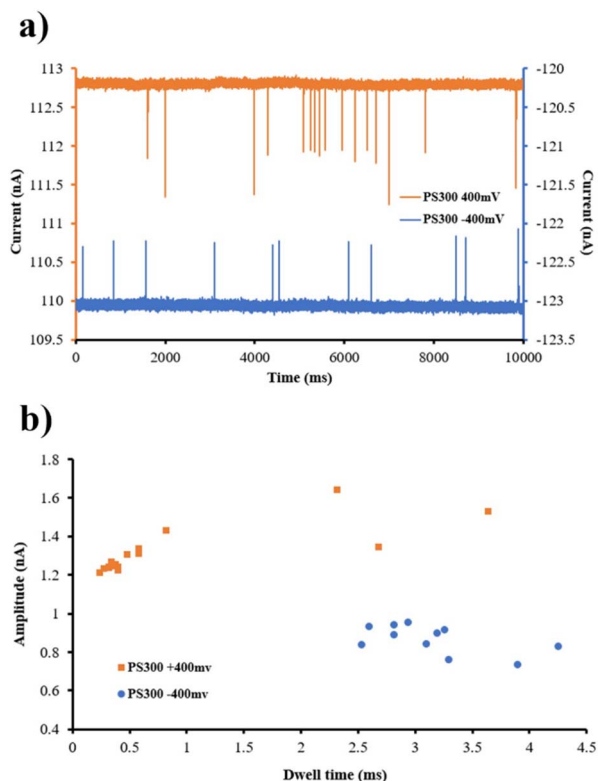 a)
113
112.5
112
111.5
111
110.5
110
109.5
-120
-120.5
-121
-121.5
-122
-122.5
-123
-123.5
Current (nA)
Current (nA)
PS300 400mV
PS300 -400mV
0 2000 4000 6000 8000 10000
Time (ms)
b)
1.8
1.6
1.4
1.2
1
0.8
0.6
0.4
Amplitude (nA)
PS300 +400mv
PS300 -400mv
0 0.5 1 1.5 2 2.5 3 3.5 4 4.5
Dwell time (ms)